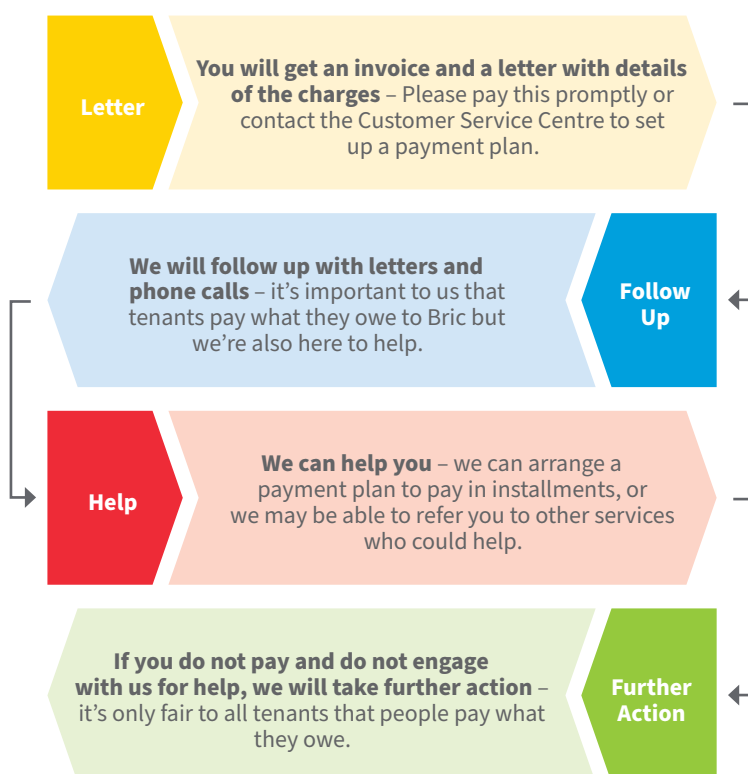 Letter
You will get an invoice and a letter with details
of the charges – Please pay this promptly or
contact the Customer Service Centre to set
up a payment plan.
We will follow up with letters and
phone calls – it’s important to us that
tenants pay what they owe to Bric but
we’re also here to help.
Follow
Up
Help
We can help you – we can arrange a
payment plan to pay in installments, or
we may be able to refer you to other services
who could help.
If you do not pay and do not engage
with us for help, we will take further action –
it’s only fair to all tenants that people pay what
they owe.
Further
Action